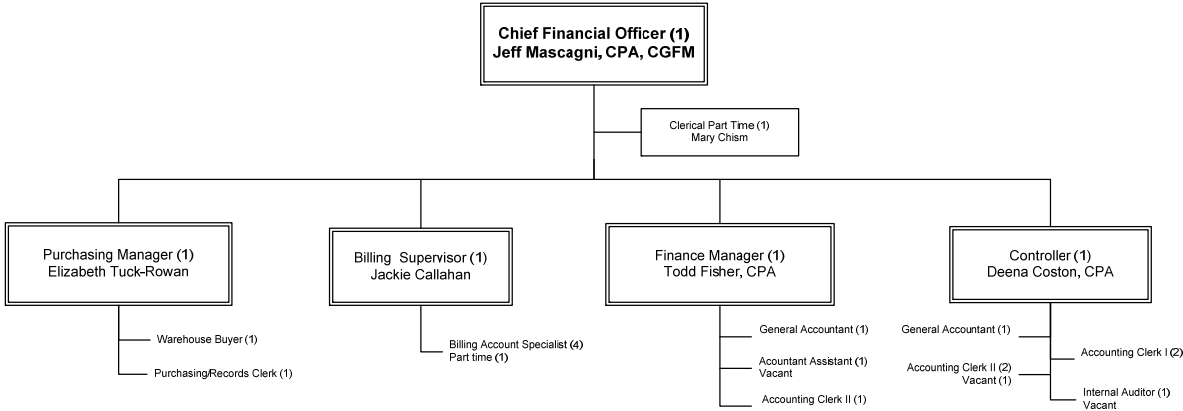 Chief Financial Officer (1)
Jeff Mascagni, CPA, CGFM
Clerical Part Time (1)
Mary Chism
Purchasing Manager (1)
Elizabeth Tuck-Rowan
Warehouse Buyer (1)
Purchasing/Records Clerk (1)
Billing Supervisor (1)
Jackie Callahan
Billing Account Specialist (4)
Part time (1)
Finance Manager (1)
Todd Fisher, CPA
General Accountant (1)
Acountant Assistant (1)
Vacant
Accounting Clerk II (1)
Controller (1)
Deena Coston, CPA
General Accountant (1)
Accounting Clerk I (2)
Accounting Clerk II (2)
Vacant (1)
Internal Auditor (1)
Vacant